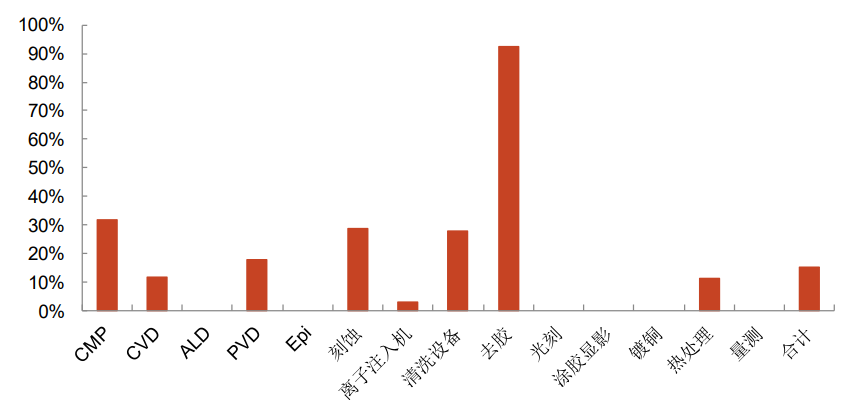 100%
90%
80%
70%
60%
50%
40%
30%
20%
10%
0%
CMP
CVD
ALD
PVD
Epi
刻蚀
离子注入机
清洗设备
去胶
光刻
涂胶显影
镀铜
热处理
量测
合计